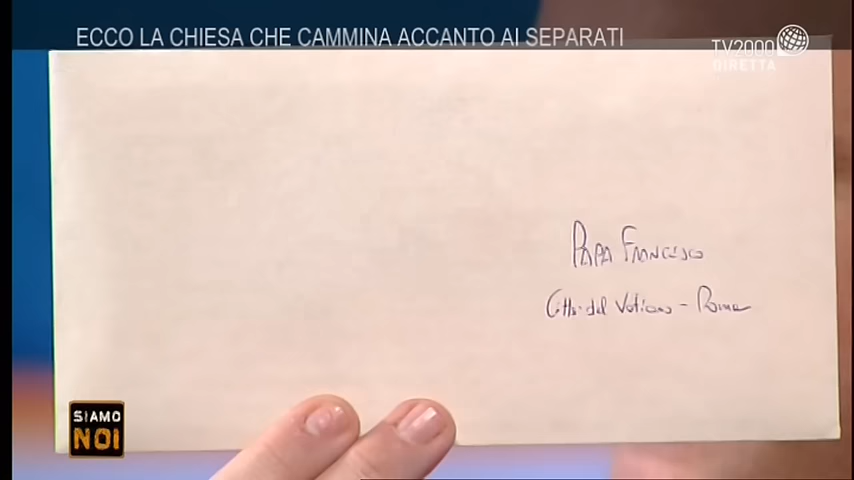 ECCO LA CHIESA CHE CAMMINA ACCANTO AI SEPARATI
TV2000
DIRETTA
PAPA FRANCESCO
Città del Vaticano - Roma
SIAMO
NOI